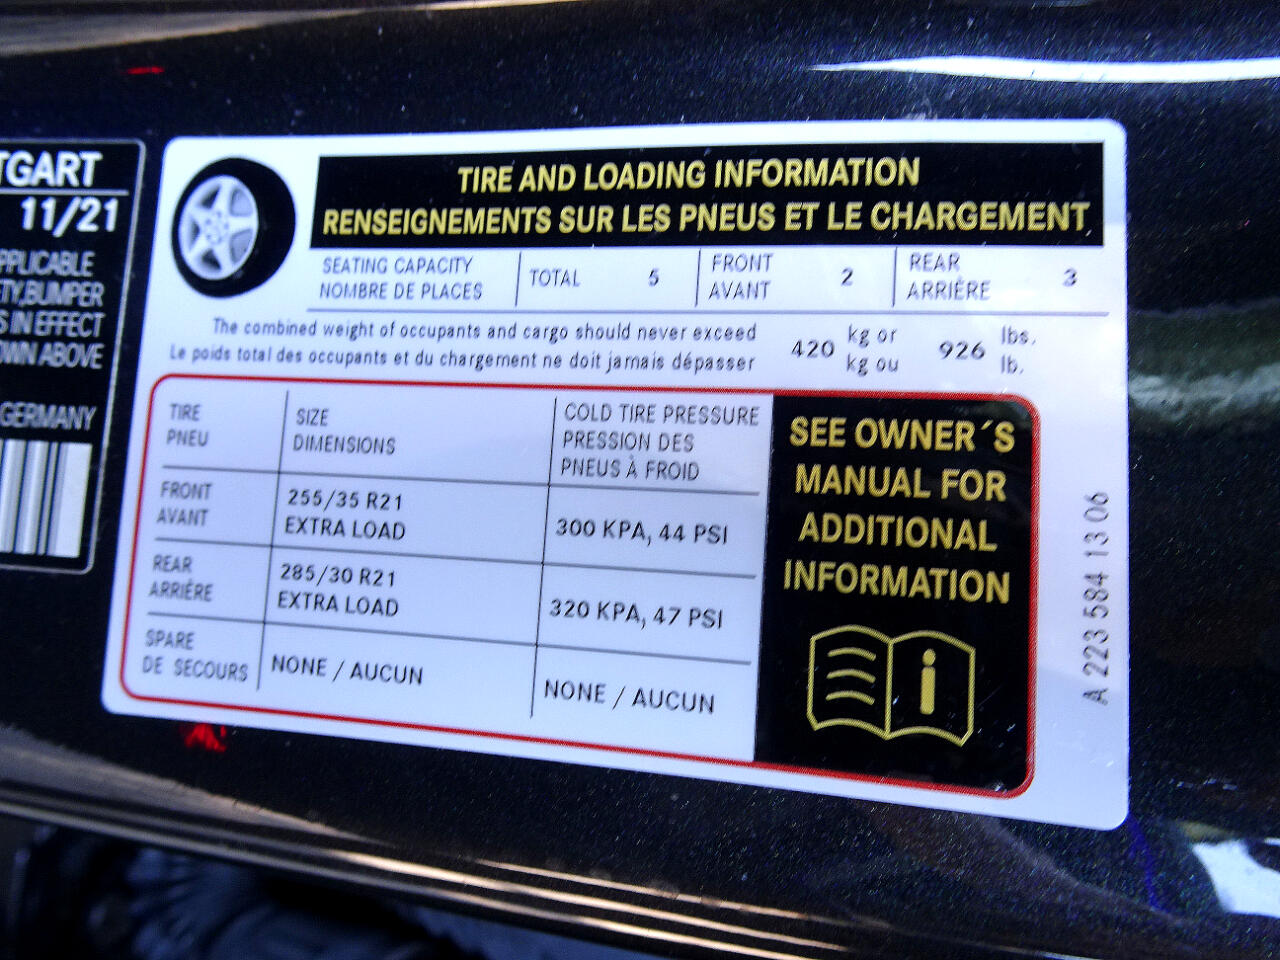 TGART
11/21
APPLICABLE
TY,BUMPER
S IN EFFECT
OWN ABOVE
GERMANY
TIRE AND LOADING INFORMATION
RENSEIGNEMENTS SUR LES PNEUS ET LE CHARGEMENT
SEATING CAPACITY
NOMBRE DE PLACES
TOTAL 5
FRONT
AVANT
2
REAR
ARRIÈRE
3
The combined weight of occupants and cargo should never exceed
Le poids total des occupants et du chargement ne doit jamais dépasser
420
kg or
kg ou
926
lbs.
lb.
TIRE
PNEU
SIZE
DIMENSIONS
COLD TIRE PRESSURE
PRESSION DES
PNEUS À FROID
FRONT
AVANT
255/35 R21
EXTRA LOAD
300 KPA, 44 PSI
REAR
ARRIÈRE
285/30 R21
EXTRA LOAD
320 KPA, 47 PSI
SPARE
DE SECOURS
NONE / AUCUN
NONE / AUCUN
SEE OWNER´S
MANUAL FOR
ADDITIONAL
INFORMATION
A 223 584 13 06